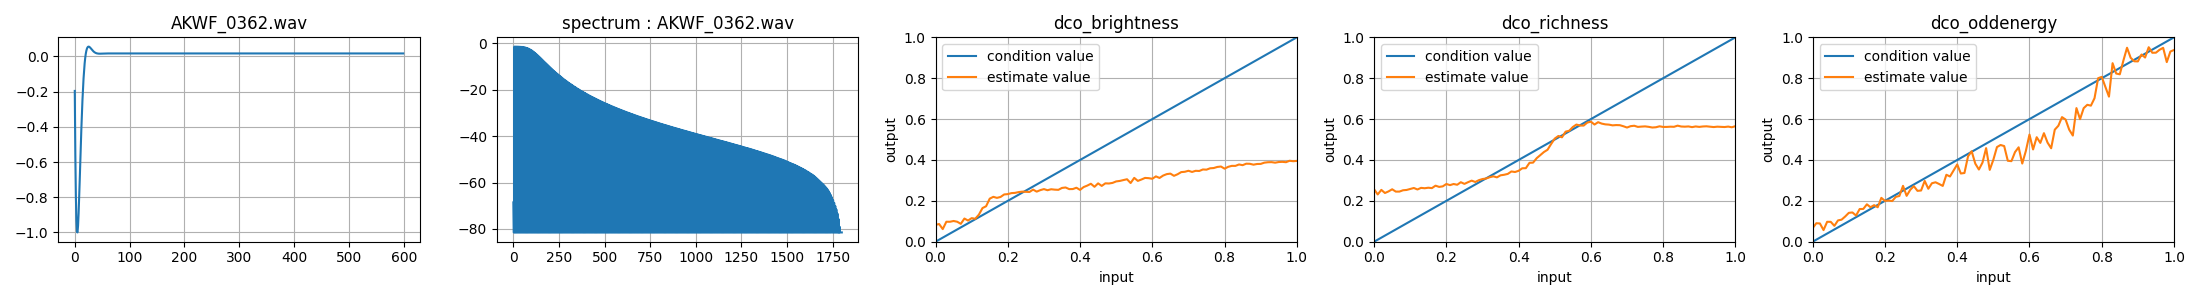 AKWF_0362.wav
0.0
−0.2
−0.4
−0.6
−0.8
−1.0
0 100 200 300 400 500 600
spectrum : AKWF_0362.wav
0
−20
−40
−60
−80
0 250 500 750 1000 1250 1500 1750
dco_brightness
condition value
estimate value
output
1.0
0.8
0.6
0.4
0.2
0.0
0.0 0.2 0.4 0.6 0.8 1.0
input
dco_richness
condition value
estimate value
output
1.0
0.8
0.6
0.4
0.2
0.0
0.0 0.2 0.4 0.6 0.8 1.0
input
dco_oddenergy
condition value
estimate value
output
1.0
0.8
0.6
0.4
0.2
0.0
0.0 0.2 0.4 0.6 0.8 1.0
input